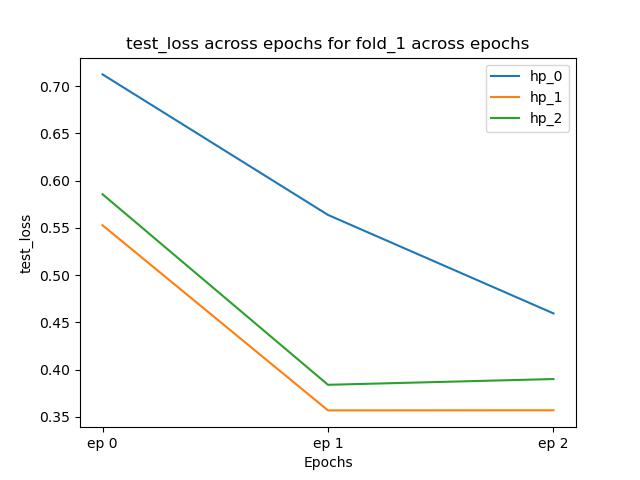 test_loss across epochs for fold_1 across epochs
hp_0
hp_1
hp_2
0.70
0.65
0.60
0.55
0.50
0.45
0.40
0.35
test_loss
ep 0
ep 1
ep 2
Epochs